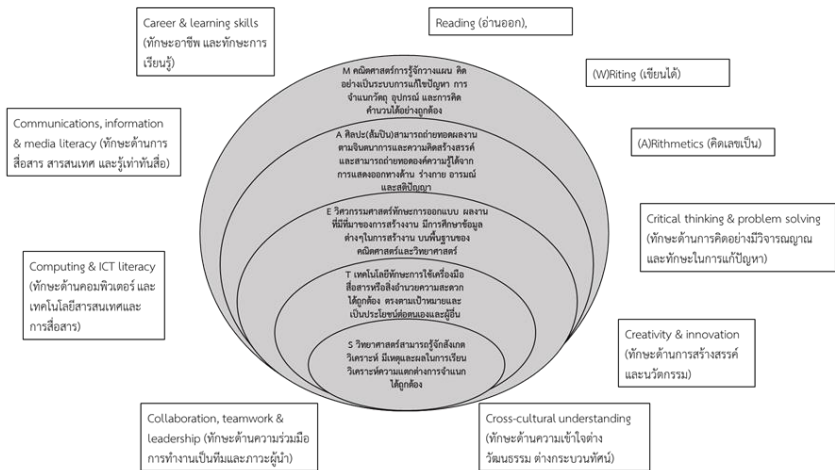 Career & learning skills
(ทักษะอาชีพ และทักษะการ
เรียนรู้)
Reading (อ่านออก),
(W)Riting (เขียนได้)
(A)Rithmetics (คิดเลขเป็น)
Communications, information
& media literacy (ทักษะด้านการ
สื่อสาร สารสนเทศ และรู้เท่าทันสื่อ)
Critical thinking & problem solving
(ทักษะด้านการคิดอย่างมีวิจารณญาณ
และทักษะในการแก้ปัญหา)
Computing & ICT literacy
(ทักษะด้านคอมพิวเตอร์ และ
เทคโนโลยีสารสนเทศและ
การสื่อสาร)
Creativity & innovation
(ทักษะด้านการสร้างสรรค์
และนวัตกรรม)
Collaboration, teamwork &
leadership (ทักษะด้านความร่วมมือ
การทำงานเป็นทีมและภาวะผู้นำ)
Cross-cultural understanding
(ทักษะด้านความเข้าใจต่าง
วัฒนธรรม ต่างกระบวนทัศน์)
M คณิตศาสตร์การรู้จักวางแผน คิด
อย่างเป็นระบบการแก้ไขปัญหา การ
จำแนกวัตถุ อุปกรณ์ และการคิด
คำนวนได้อย่างถูกต้อง
A ศิลปะ(ส้มปิน)สามารถถ่ายทอดผลงาน
ตามจินตนาการและความคิดสร้างสรรค์
และสามารถถ่ายทอดองค์ความรู้ได้จาก
การแสดงออกทางด้าน ร่างกาย อารมณ์
และสติปัญญา
E วิศวกรรมศาสตร์ทักษะการออกแบบ ผลงาน
ที่มีที่มาของการสร้างงาน มีการศึกษาข้อมูล
ต่างๆในการสร้างงาน บนพื้นฐานของ
คณิตศาสตร์และวิทยาศาสตร์
T เทคโนโลยีทักษะการใช้เครื่องมือ
สื่อสารหรือสิ่งอำนวยความสะดวก
ได้ถูกต้อง ตรงตามเป้าหมายและ
เป็นประโยชน์ต่อตนเองและผู้อื่น
S วิทยาศาสตร์สามารถรู้จักสังเกต
วิเคราะห์ มีเหตุและผลในการเรียน
วิเคราะห์ความแตกต่างการจำแนก
ได้ถูกต้อง